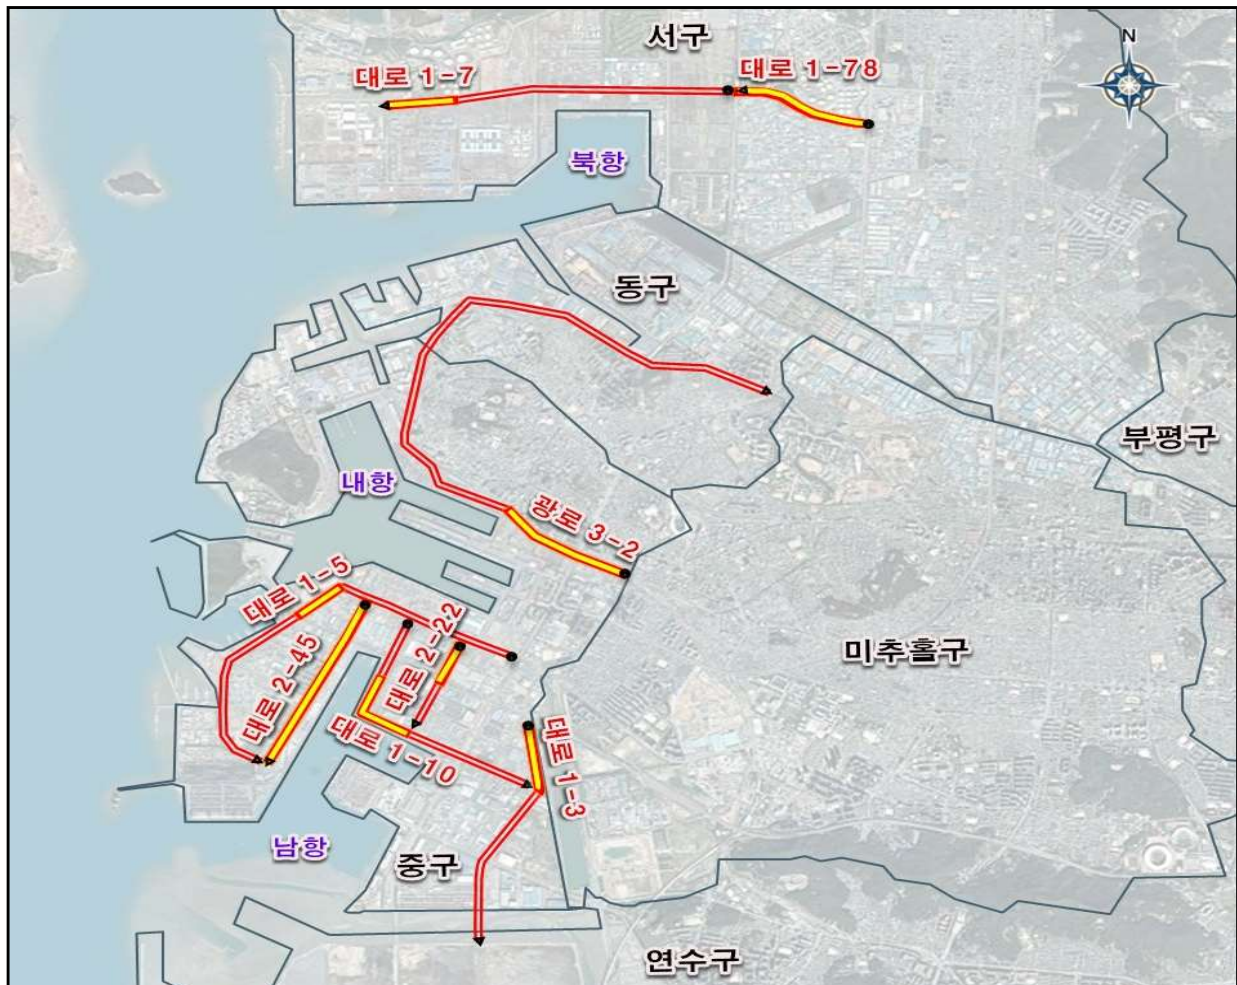 서구
N
대로 1-7
대로 1-78
북항
동구
부평구
내항
광로 3-2
대로 1-5
대로 2-22
대로 2-45
미추홀구
대로 1-10
대로 1-3
남항
중구
연수구